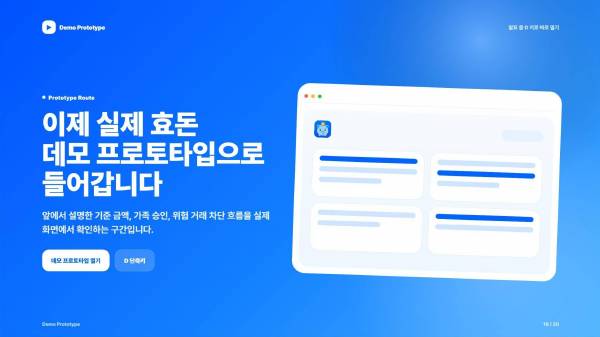 Demo Prototype
발표 중 D 키로 바로 열기
Prototype Route
이제 실제 효돈
데모 프로토타입으로
들어갑니다
앞에서 설명한 기준 금액, 가족 승인, 위험 거래 차단 흐름을 실제
화면에서 확인하는 구간입니다.
데모 프로토타입 열기
D 단축키
Demo Prototype
16 / 20